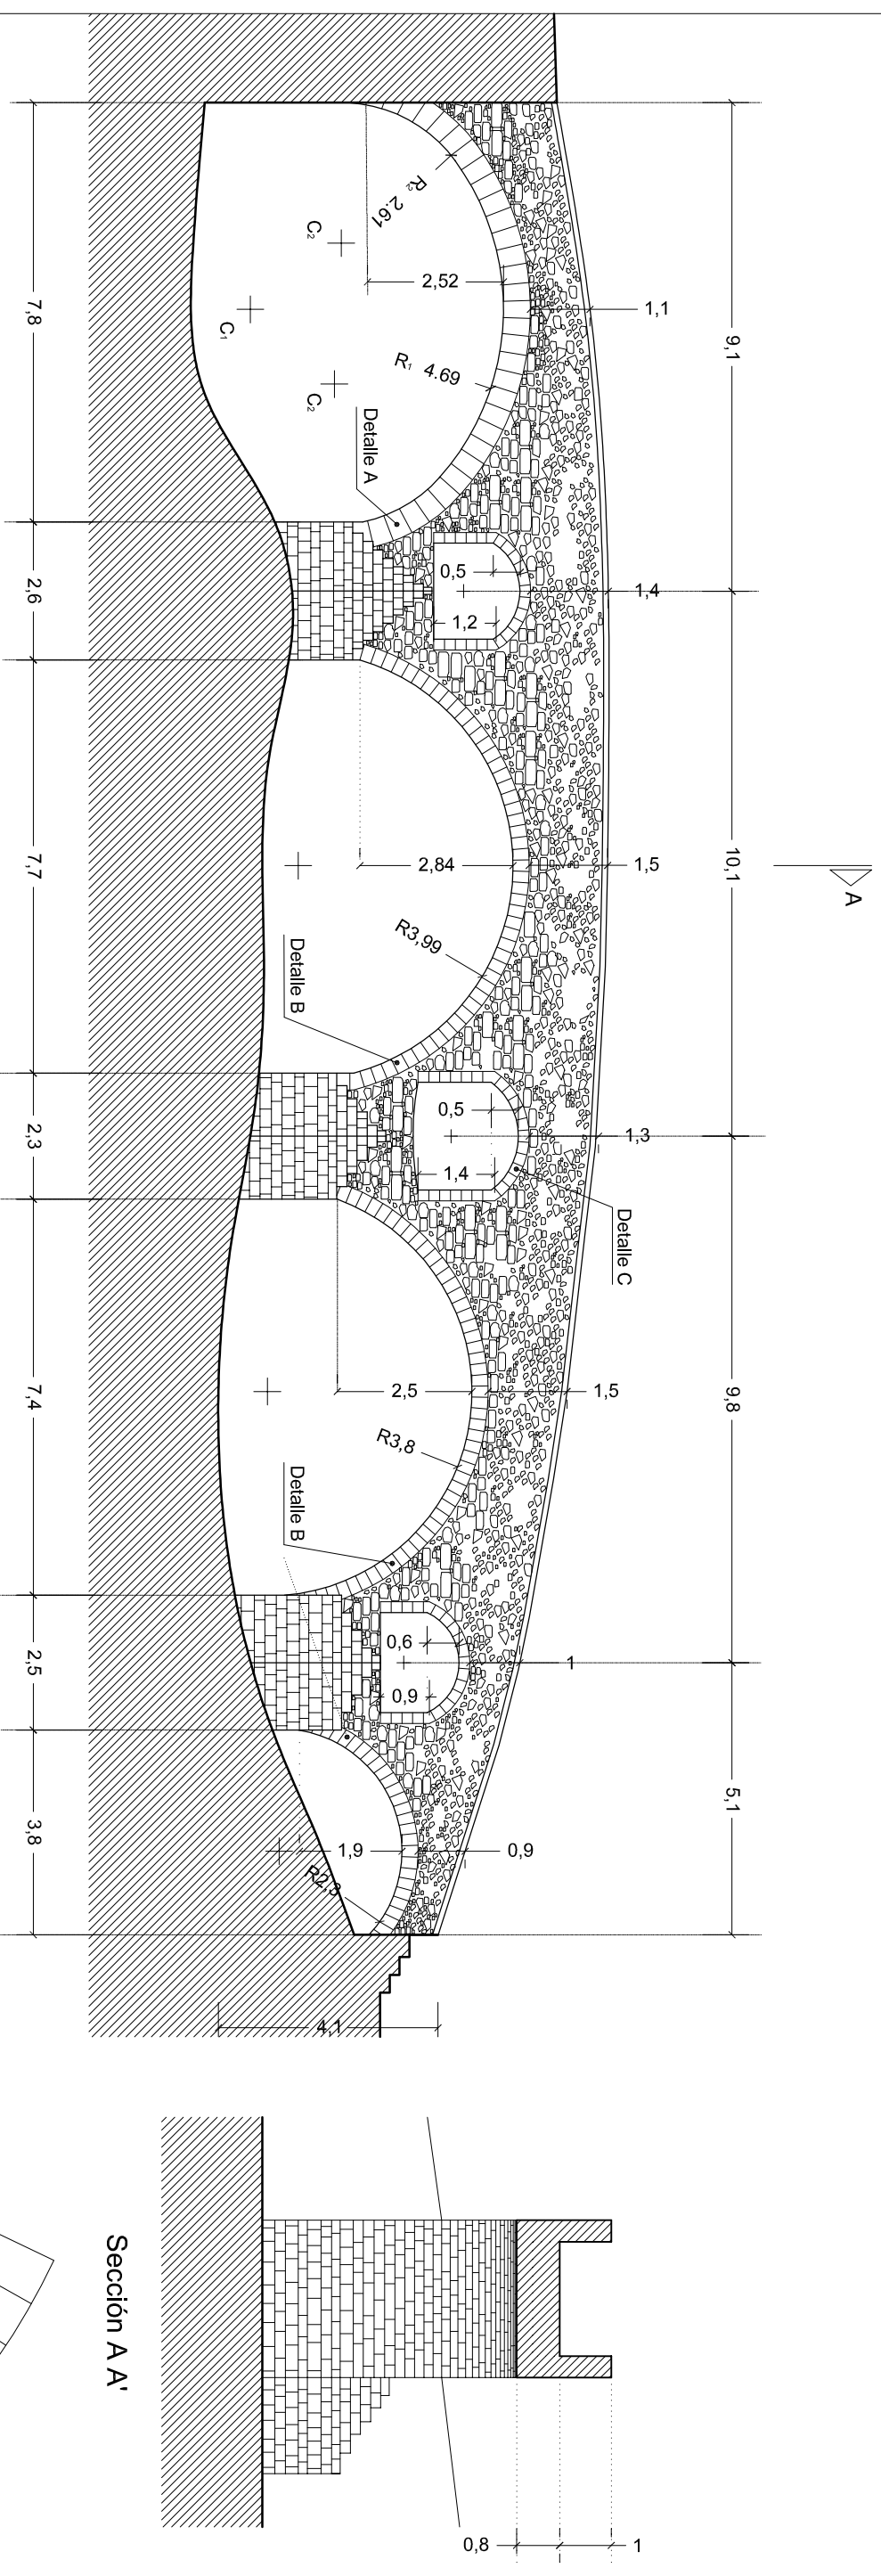 1,1
9,1
2,52
R₂ 2.61
C₂
C₁
C₂
R₁ 4.69
Detalle A
7,8
0,5
1,2
1,4
2,6
2,84
R3,99
Detalle B
1,5
10,1
A
7,7
0,5
1,4
1,3
Detalle C
2,3
2,5
R3,8
Detalle B
1,5
9,8
7,4
0,6
0,9
1
2,5
1,9
R2,3
0,9
5,1
3,8
4,1
Sección A A'
0,8
1